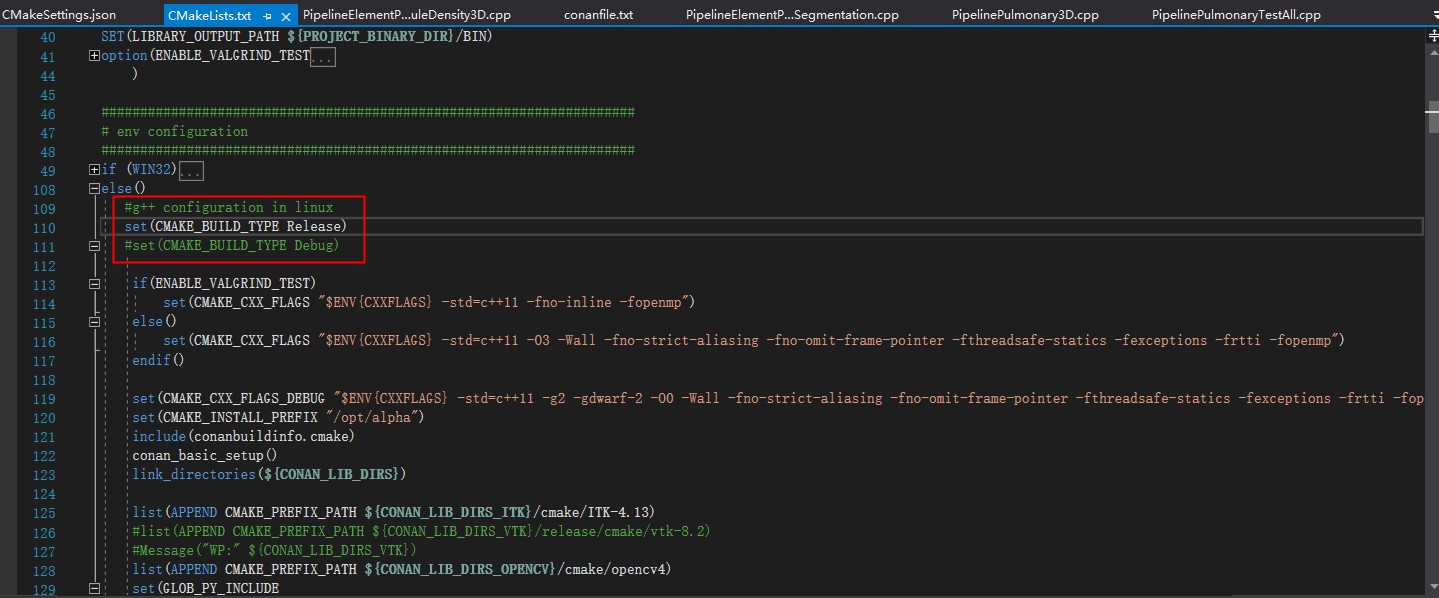 CMakeSettings.json CMakeLists.txt PipelineElementP...uleDensity3D.cpp conanfile.txt PipelineElementP...Segmentation.cpp PipelinePulmonary3D.cpp PipelinePulmonaryTestAll.cpp
40 SET(LIBRARY_OUTPUT_PATH ${PROJECT_BINARY_DIR}/BIN)
41 option(ENABLE_VALGRIND_TEST...
44 )
45
46 #####################################################################
47 # env configuration
48 #####################################################################
49 if (WIN32)...
108 else()
109 #g++ configuration in linux
110 set(CMAKE_BUILD_TYPE Release)
111 #set(CMAKE_BUILD_TYPE Debug)
112
113 if(ENABLE_VALGRIND_TEST)
114 set(CMAKE_CXX_FLAGS "$ENV{CXXFLAGS} -std=c++11 -fno-inline -fopenmp")
115 else()
116 set(CMAKE_CXX_FLAGS "$ENV{CXXFLAGS} -std=c++11 -O3 -Wall -fno-strict-aliasing -fno-omit-frame-pointer -fthreadsafe-statics -fexceptions -frtti -fopenmp")
117 endif()
118
119 set(CMAKE_CXX_FLAGS_DEBUG "$ENV{CXXFLAGS} -std=c++11 -g2 -gdwarf-2 -O0 -Wall -fno-strict-aliasing -fno-omit-frame-pointer -fthreadsafe-statics -fexceptions -frtti -fop
120 set(CMAKE_INSTALL_PREFIX "/opt/alpha")
121 include(conanbuildinfo.cmake)
122 conan_basic_setup()
123 link_directories(${CONAN_LIB_DIRS})
124
125 list(APPEND CMAKE_PREFIX_PATH ${CONAN_LIB_DIRS_ITK}/cmake/ITK-4.13)
126 #list(APPEND CMAKE_PREFIX_PATH ${CONAN_LIB_DIRS_VTK}/release/cmake/vtk-8.2)
127 #Message("WP:" ${CONAN_LIB_DIRS_VTK})
128 list(APPEND CMAKE_PREFIX_PATH ${CONAN_LIB_DIRS_OPENCV}/cmake/opencv4)
129 set(GLOB_PY_INCLUDE